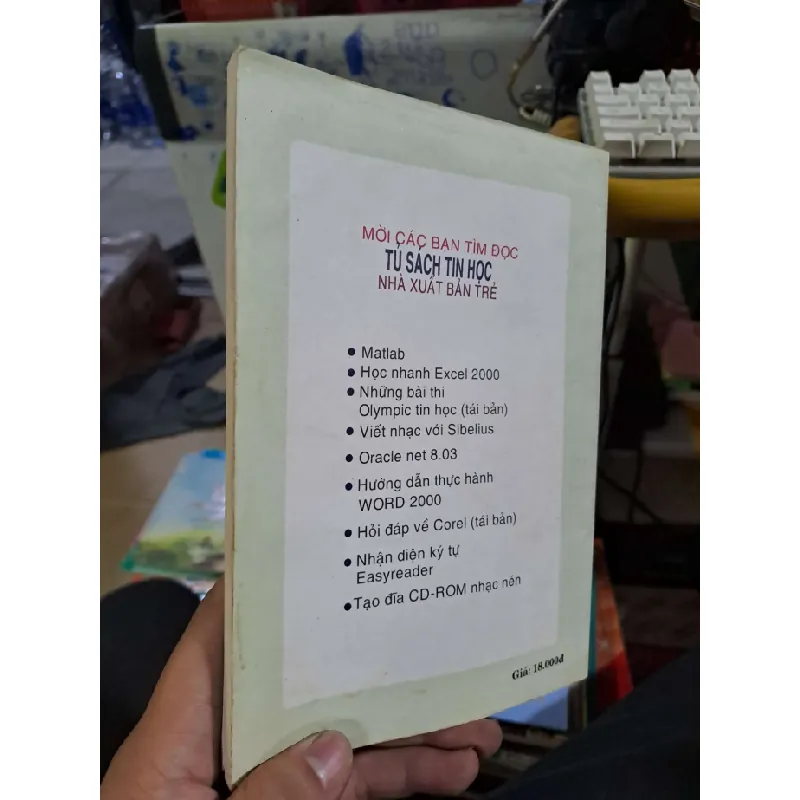 MỜI CÁC BẠN TÌM ĐỌC
TỦ SÁCH TIN HỌC
NHÀ XUẤT BẢN TRẺ
• Matlab
• Học nhanh Excel 2000
• Những bài thi
Olympic tin học (tái bản)
• Viết nhạc với Sibelius
• Oracle net 8.03
• Hướng dẫn thực hành
WORD 2000
• Hỏi đáp về Corel (tái bản)
• Nhận diện ký tự
Easyreader
• Tạo đĩa CD-ROM nhạc nén
Giá: 18.000đ